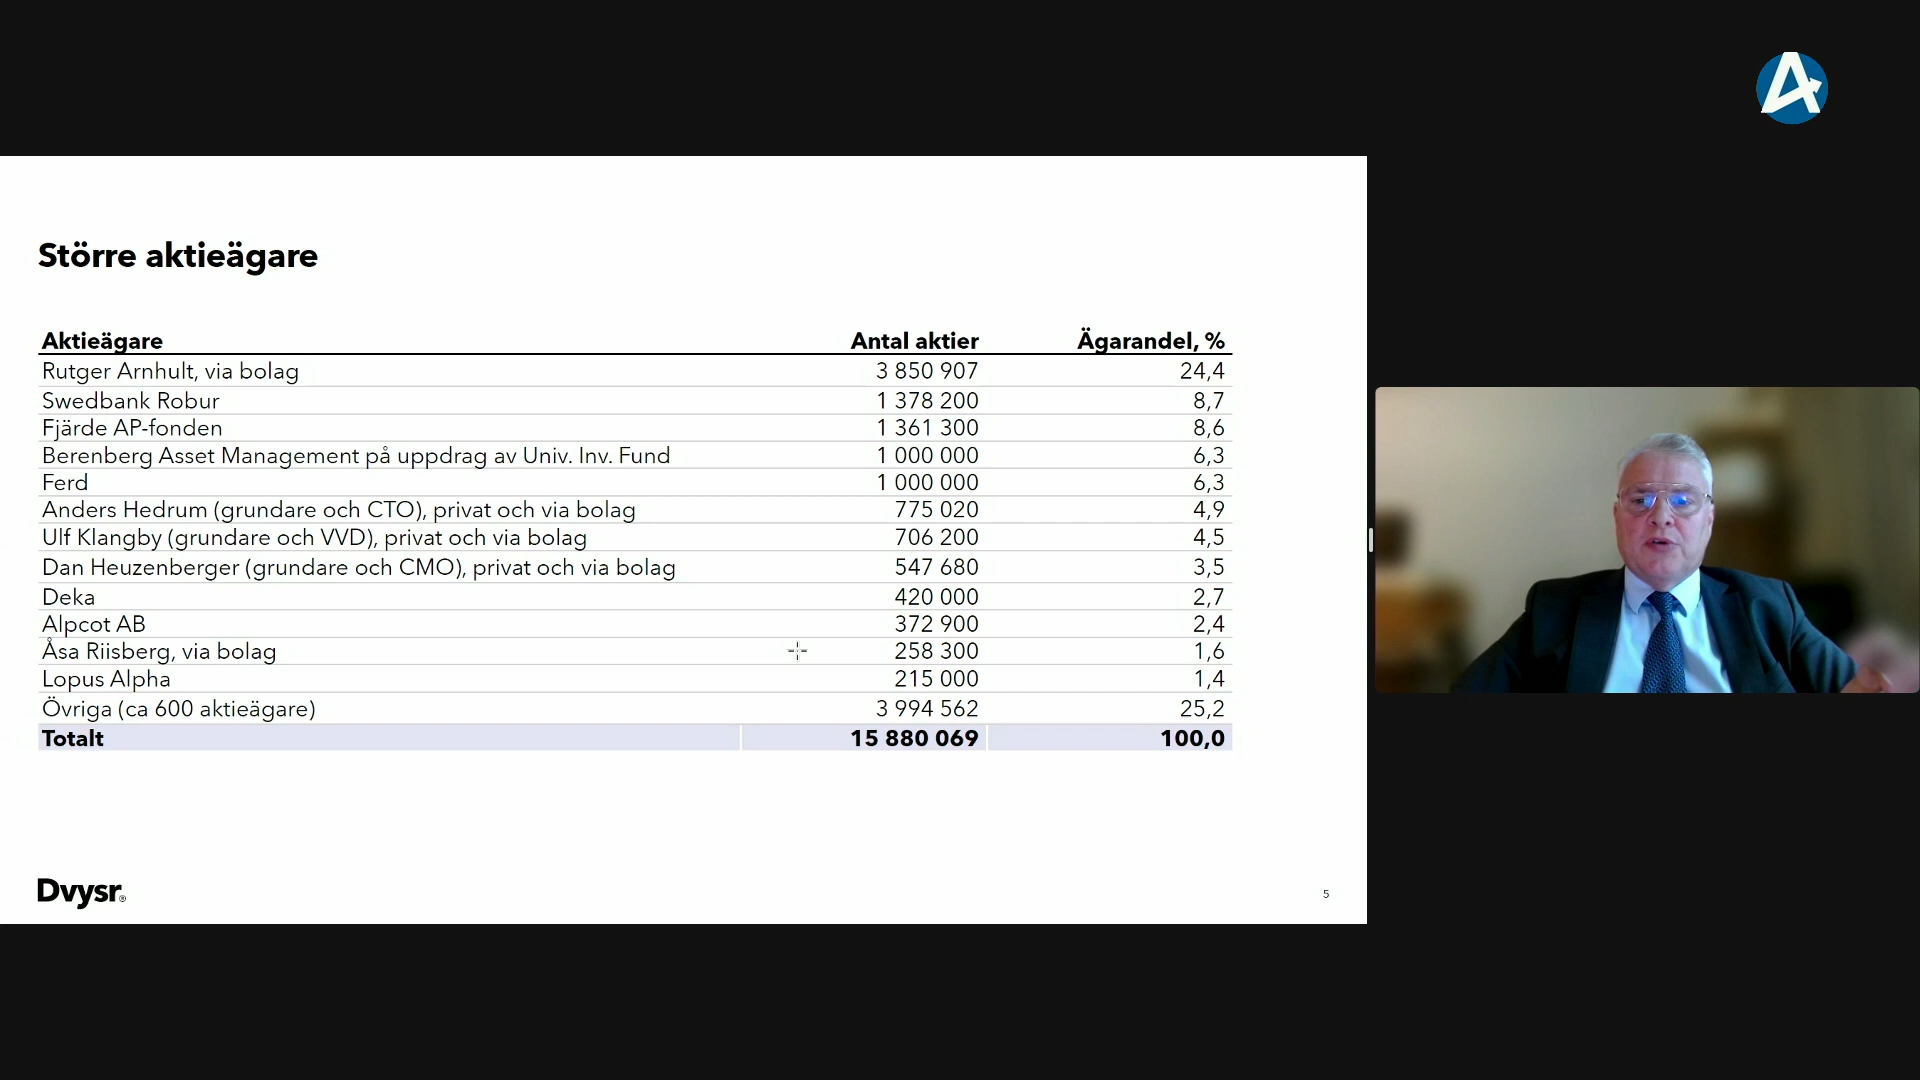 Större aktieägare
Aktieägare Antal aktier Ägarandel, %
Rutger Arnhult, via bolag 3 850 907 24,4
Swedbank Robur 1 378 200 8,7
Fjärde AP-fonden 1 361 300 8,6
Berenberg Asset Management på uppdrag av Univ. Inv. Fund 1 000 000 6,3
Ferd 1 000 000 6,3
Anders Hedrum (grundare och CTO), privat och via bolag 775 020 4,9
Ulf Klangby (grundare och VVD), privat och via bolag 706 200 4,5
Dan Heuzenberger (grundare och CMO), privat och via bolag 547 680 3,5
Deka 420 000 2,7
Alpcot AB 372 900 2,4
Åsa Riisberg, via bolag 258 300 1,6
Lopus Alpha 215 000 1,4
Övriga (ca 600 aktieägare) 3 994 562 25,2
Totalt 15 880 069 100,0
Dvysr®
5